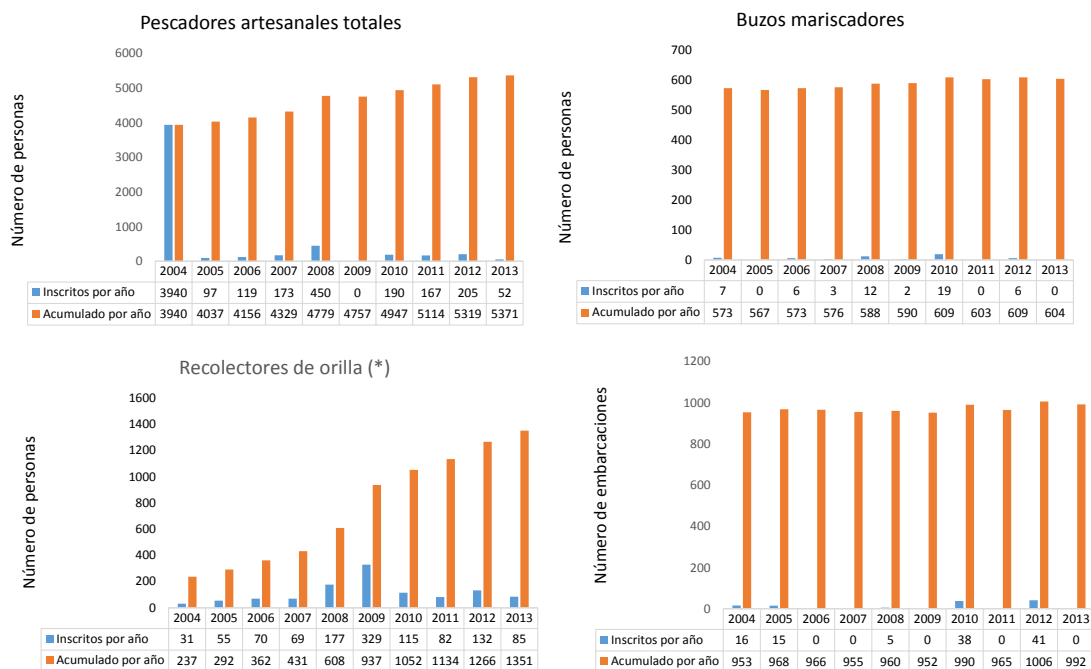 Pescadores artesanales totales
Número de personas
6000
5000
4000
3000
2000
1000
0
2004 2005 2006 2007 2008 2009 2010 2011 2012 2013
Inscritos por año 3940 97 119 173 450 0 190 167 205 52
Acumulado por año 3940 4037 4156 4329 4779 4757 4947 5114 5319 5371
Buzos mariscadores
Número de personas
700
600
500
400
300
200
100
0
2004 2005 2006 2007 2008 2009 2010 2011 2012 2013
Inscritos por año 7 0 6 3 12 2 19 0 6 0
Acumulado por año 573 567 573 576 588 590 609 603 609 604
Recolectores de orilla (*)
Número de personas
1600
1400
1200
1000
800
600
400
200
0
2004 2005 2006 2007 2008 2009 2010 2011 2012 2013
Inscritos por año 31 55 70 69 177 329 115 82 132 85
Acumulado por año 237 292 362 431 608 937 1052 1134 1266 1351
Número de embarcaciones
1200
1000
800
600
400
200
0
2004 2005 2006 2007 2008 2009 2010 2011 2012 2013
Inscritos por año 16 15 0 0 5 0 38 0 41 0
Acumulado por año 953 968 966 955 960 952 990 965 1006 992